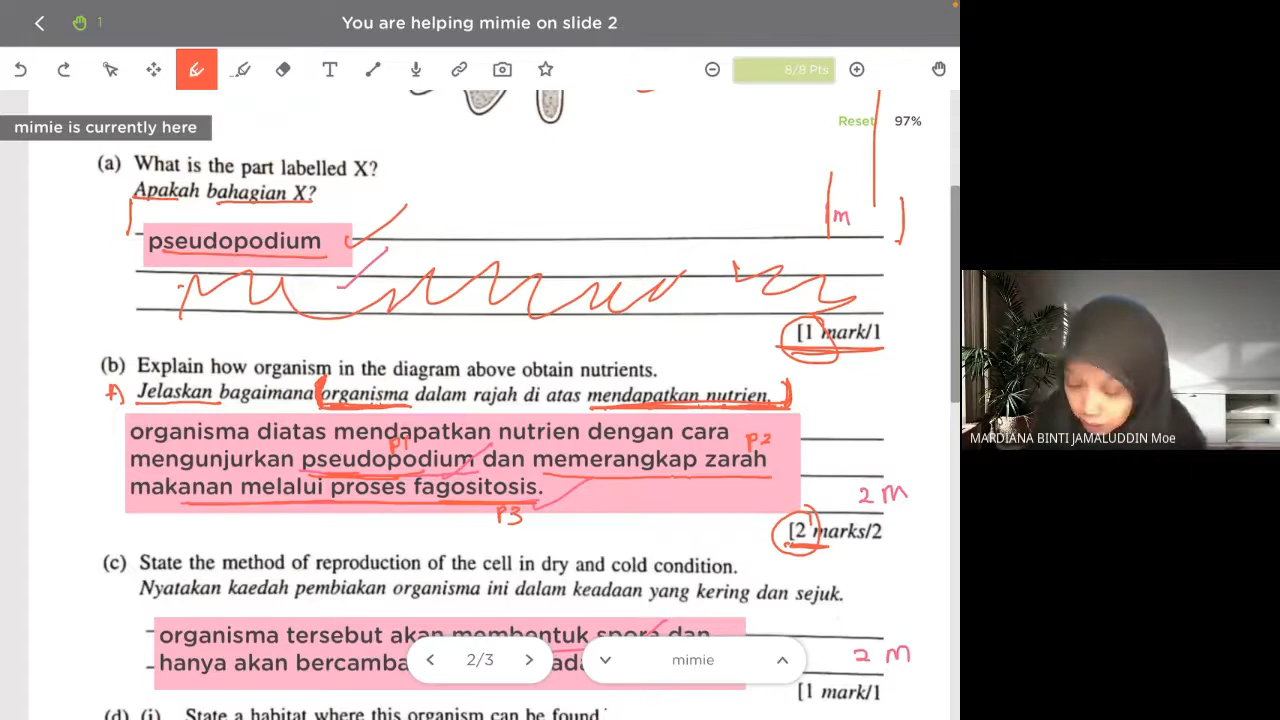 1
You are helping mimie on slide 2
T
8/8 Pts
mimie is currently here
Reset 97%
(a) What is the part labelled X?
Apakah bahagian X?
1m
pseudopodium
[1 mark/1
(b) Explain how organism in the diagram above obtain nutrients.
Jelaskan bagaimana organisma dalam rajah di atas mendapatkan nutrien.
organisma diatas mendapatkan nutrien dengan cara
P1
P2
mengunjurkan pseudopodium dan memerangkap zarah
makanan melalui proses fagositosis.
P3
2 M
[2 marks/2
(c) State the method of reproduction of the cell in dry and cold condition.
Nyatakan kaedah pembiakan organisma ini dalam keadaan yang kering dan sejuk.
organisma tersebut akan membentuk spora dan
hanya akan
2 M
2/3
mimie
[1 mark/1
(d) (i) State a habitat where this organism can be found.
MARDIANA BINTI JAMALUDDIN Moe